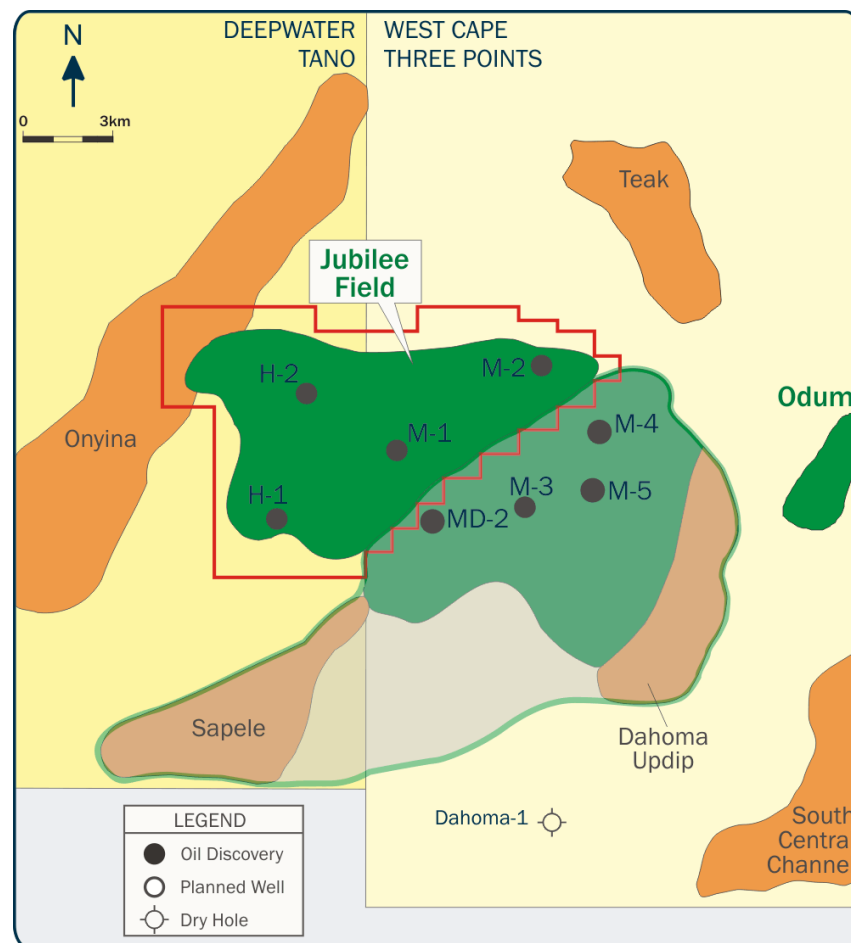 N
0 3km
DEEPWATER
TANO
WEST CAPE
THREE POINTS
Teak
Jubilee
Field
H-2
M-2
Odum
Onyina
M-1
M-4
H-1
M-3
M-5
MD-2
Sapele
Dahoma
Updip
Dahoma-1
South
Centra
Channe
LEGEND
Oil Discovery
Planned Well
Dry Hole